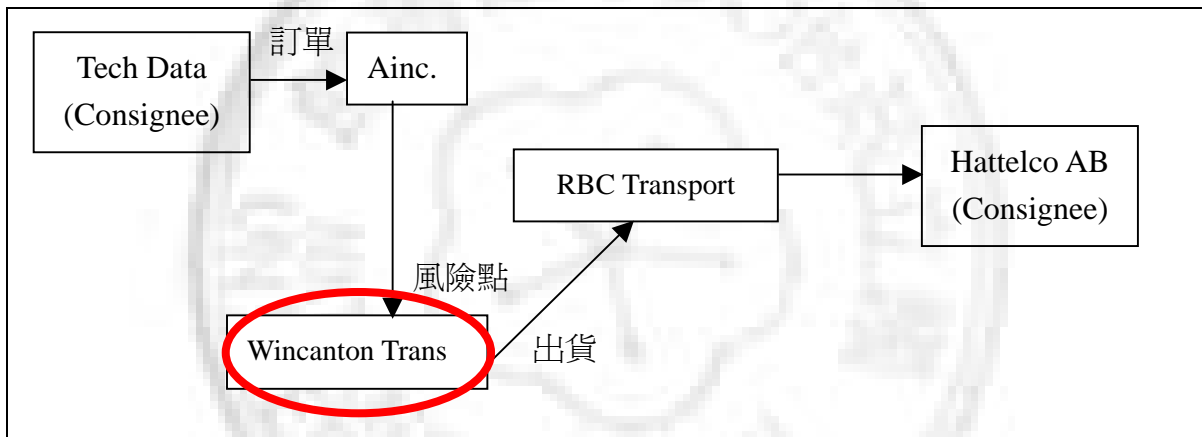 訂單
Tech Data
(Consignee)
Ainc.
RBC Transport
Hattelco AB
(Consignee)
風險點
Wincanton Trans
出貨